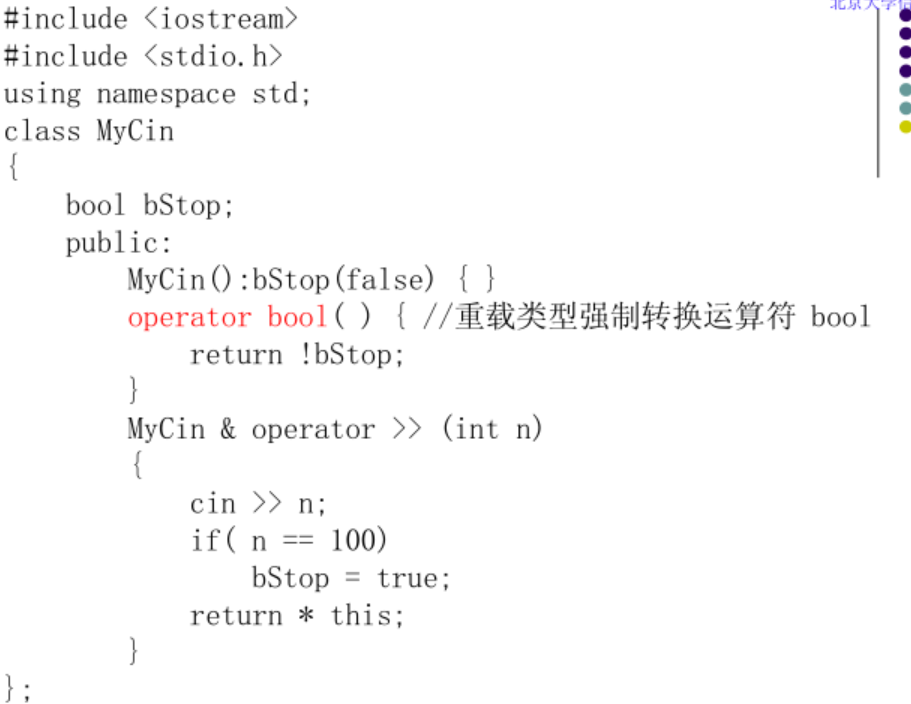 北京大学信
#include <iostream>
#include <stdio.h>
using namespace std;
class MyCin
{
    bool bStop;
    public:
        MyCin():bStop(false) { }
        operator bool( ) { //重载类型强制转换运算符 bool
            return !bStop;
        }
        MyCin & operator >> (int n)
        {
            cin >> n;
            if( n == 100)
                bStop = true;
            return * this;
        }
};